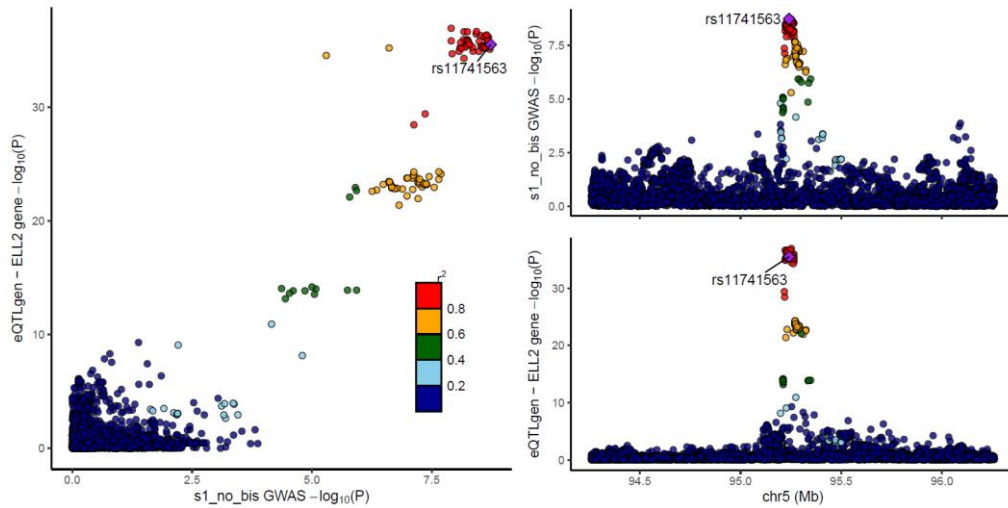 eQTLgen − ELL2 gene −log10(P)
30
20
10
0
0.0
2.5
5.0
7.5
s1_no_bis GWAS −log10(P)
rs11741563
r2
0.8
0.6
0.4
0.2
s1_no_bis GWAS −log10(P)
7.5
5.0
2.5
0.0
rs11741563
eQTLgen − ELL2 gene −log10(P)
30
20
10
0
rs11741563
94.5
95.0
95.5
96.0
chr5 (Mb)